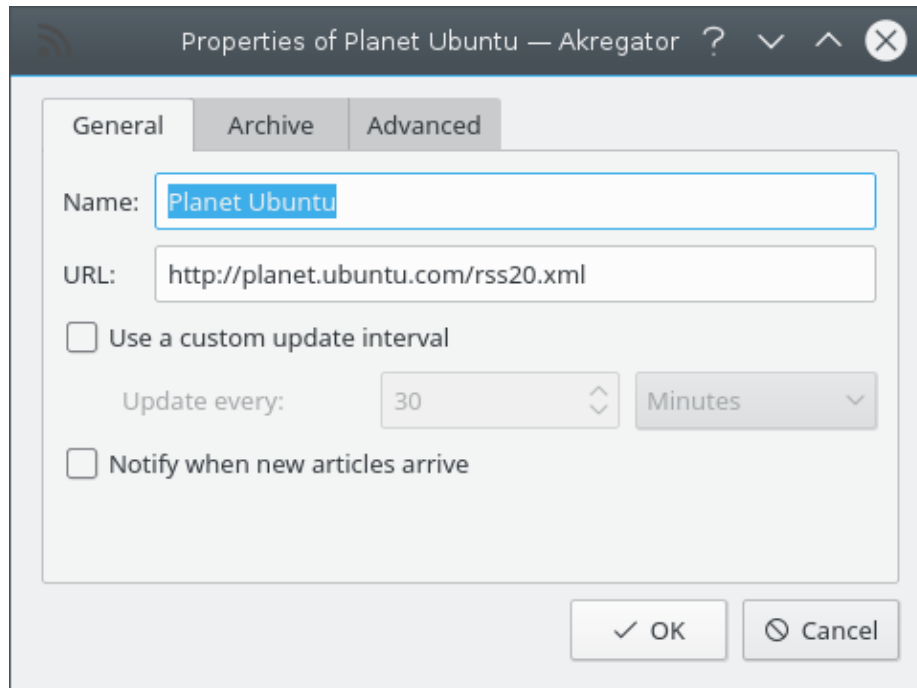 Properties of Planet Ubuntu — Akregator ?
General Archive Advanced
Name: Planet Ubuntu
URL: http://planet.ubuntu.com/rss20.xml
Use a custom update interval
Update every: 30 Minutes
Notify when new articles arrive
OK Cancel